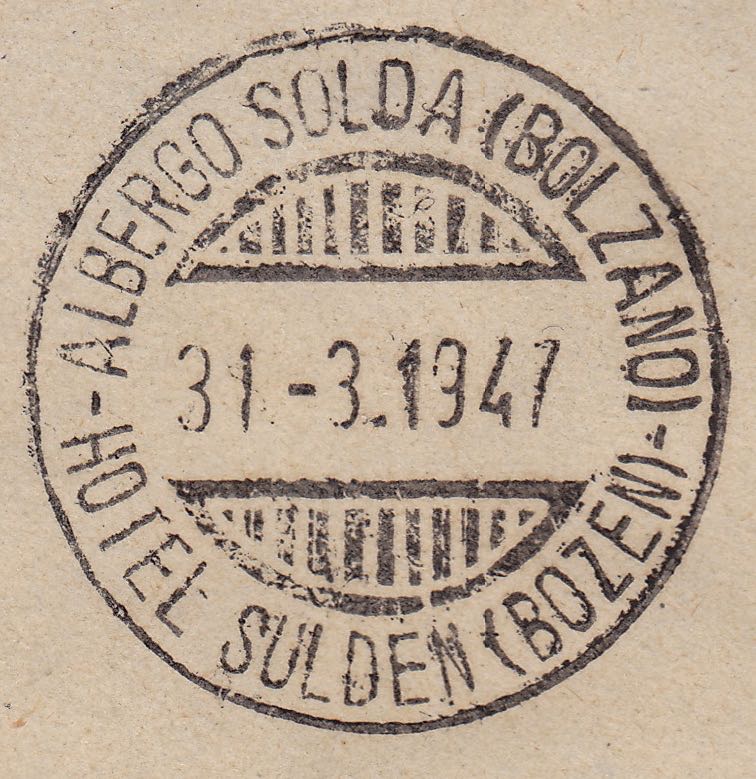 ALBERGO SOLDA (BOLZANO)
31-3.1947
HOTEL SULDEN (BOZEN)